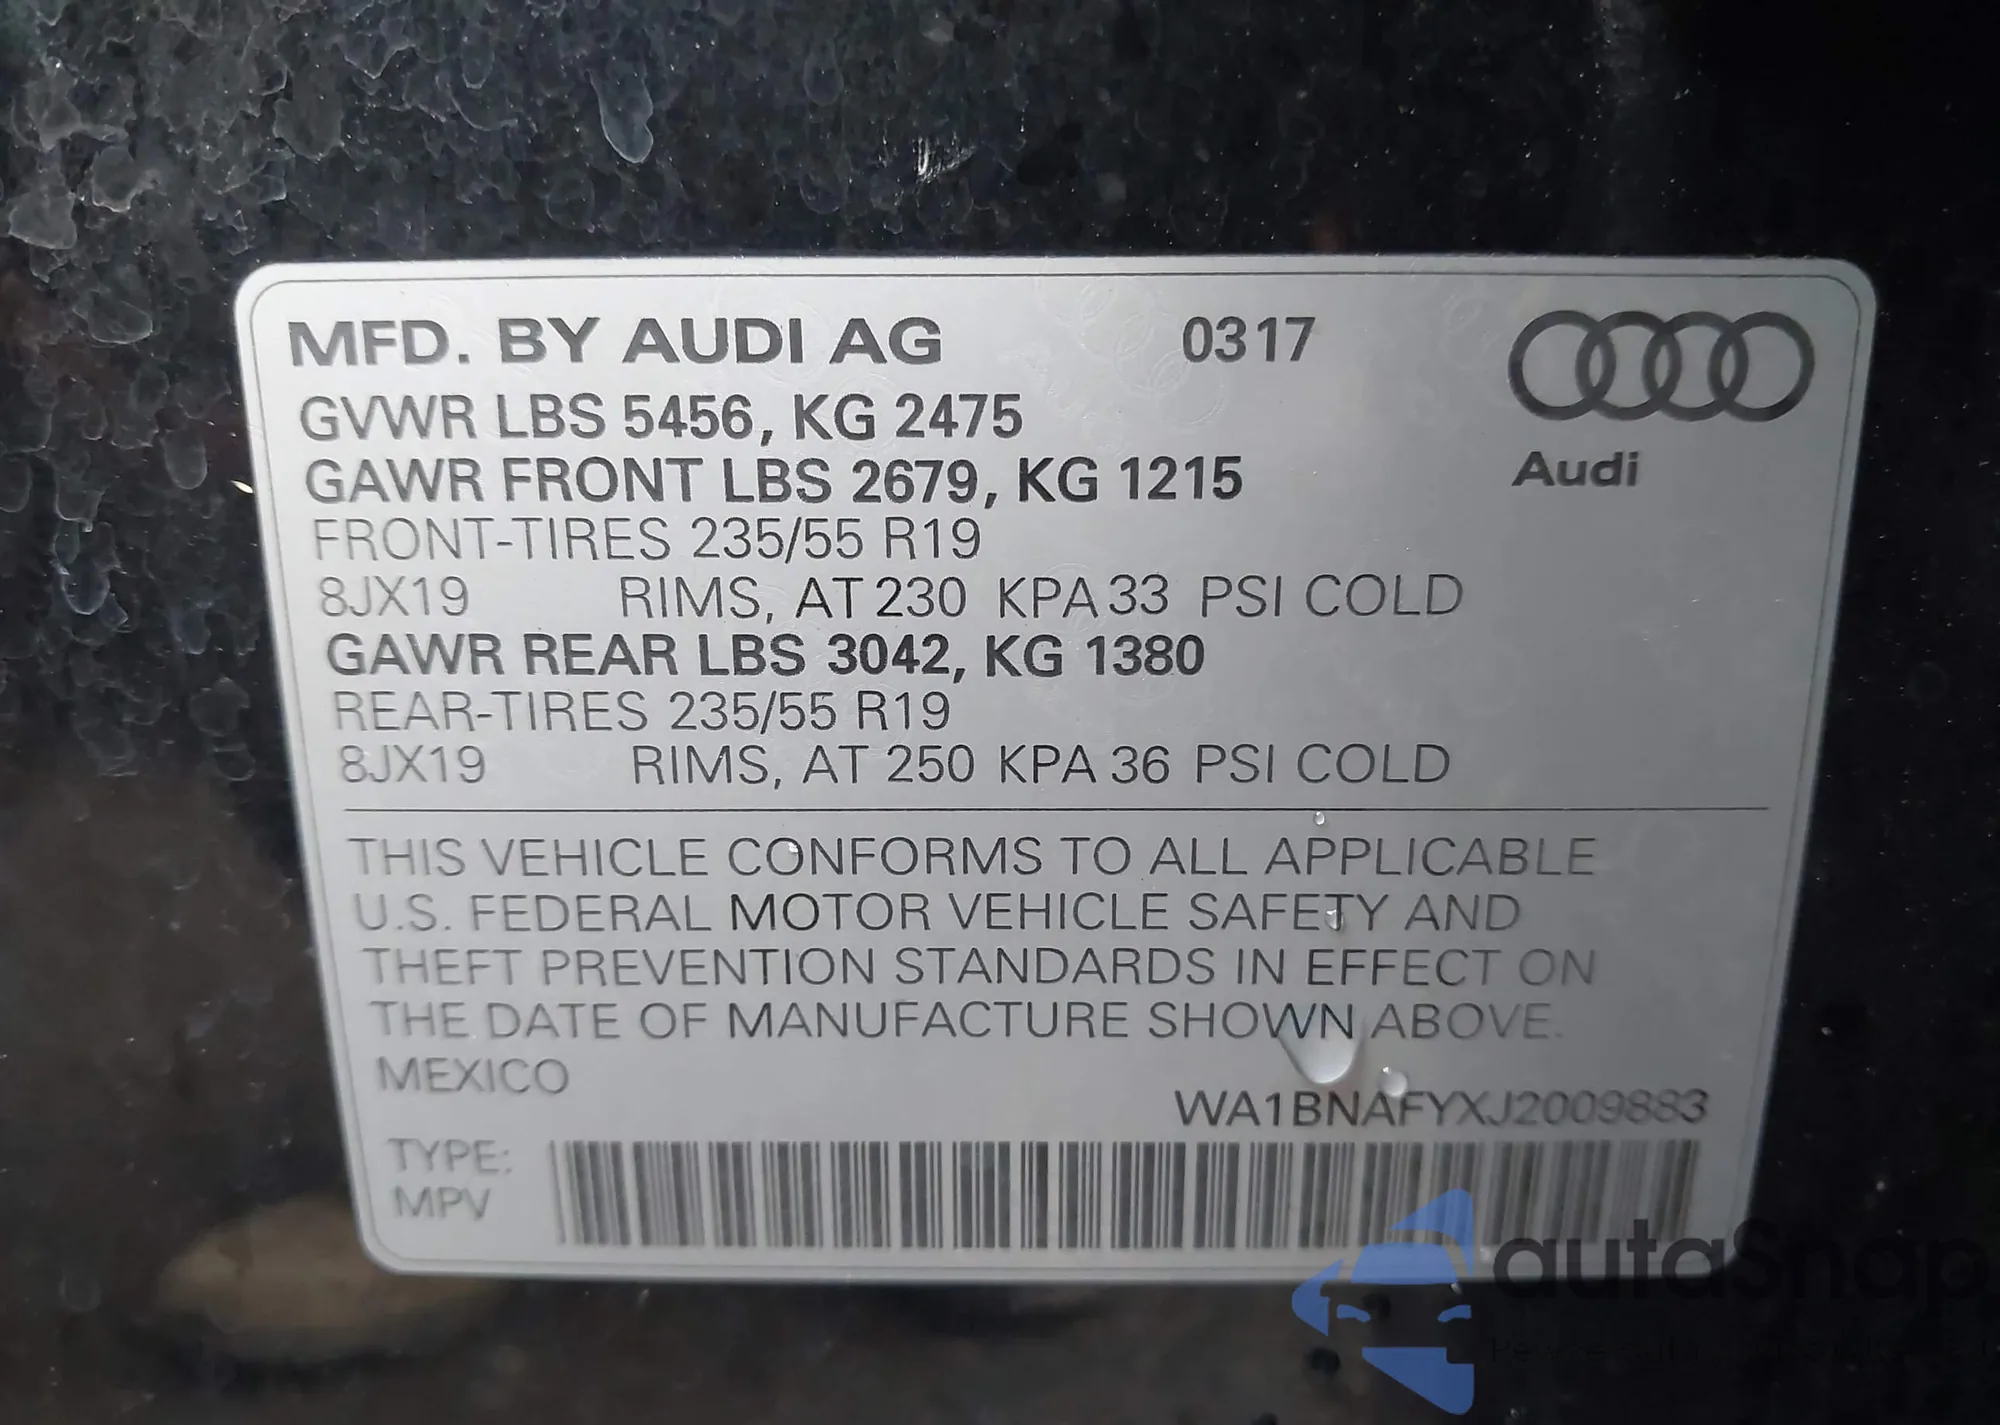 MFD. BY AUDI AG 0317
GVWR LBS 5456, KG 2475
GAWR FRONT LBS 2679, KG 1215
Audi
FRONT-TIRES 235/55 R19
8JX19 RIMS, AT 230 KPA 33 PSI COLD
GAWR REAR LBS 3042, KG 1380
REAR-TIRES 235/55 R19
8JX19 RIMS, AT 250 KPA 36 PSI COLD
THIS VEHICLE CONFORMS TO ALL APPLICABLE
U.S. FEDERAL MOTOR VEHICLE SAFETY AND
THEFT PREVENTION STANDARDS IN EFFECT ON
THE DATE OF MANUFACTURE SHOWN ABOVE.
MEXICO
WA1BNAFYXJ2009883
TYPE:
MPV
autaSnap